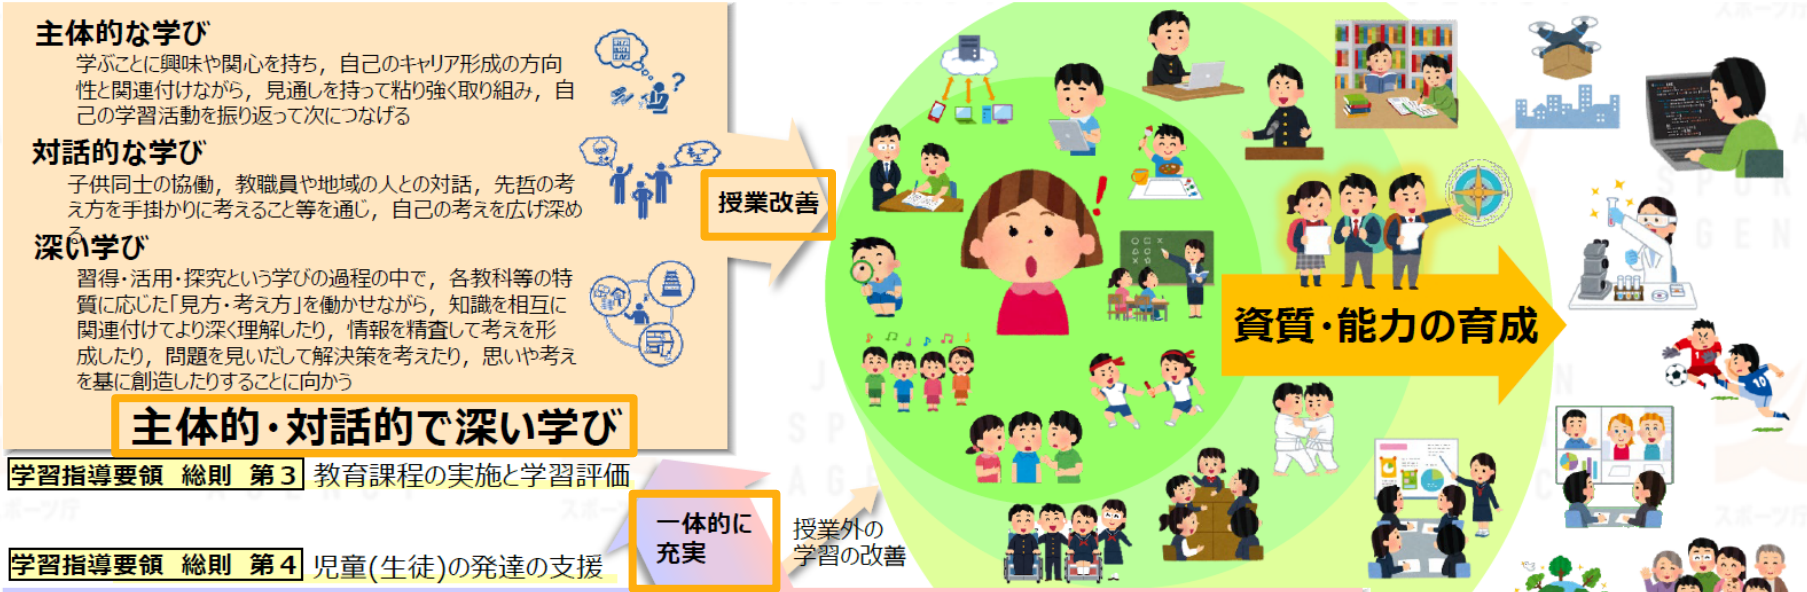 主体的な学び
学ぶことに興味や関心を持ち，自己のキャリア形成の方向
性と関連付けながら，見通しを持って粘り強く取り組み，自
己の学習活動を振り返って次につなげる
対話的な学び
子供同士の協働，教職員や地域の人との対話，先哲の考
え方を手掛かりに考えること等を通じ，自己の考えを広げ深め
る
深い学び
習得・活用・探究という学びの過程の中で，各教科等の特
質に応じた「見方・考え方」を働かせながら，知識を相互に
関連付けてより深く理解したり，情報を精査して考えを形
成したり，問題を見いだして解決策を考えたり，思いや考え
を基に創造したりすることに向かう
主体的・対話的で深い学び
学習指導要領 総則 第３ 教育課程の実施と学習評価
学習指導要領 総則 第４ 児童(生徒)の発達の支援
授業改善
一体的に
充実
授業外の
学習の改善
資質・能力の育成
1
10
スポーツ庁
スポーツ庁